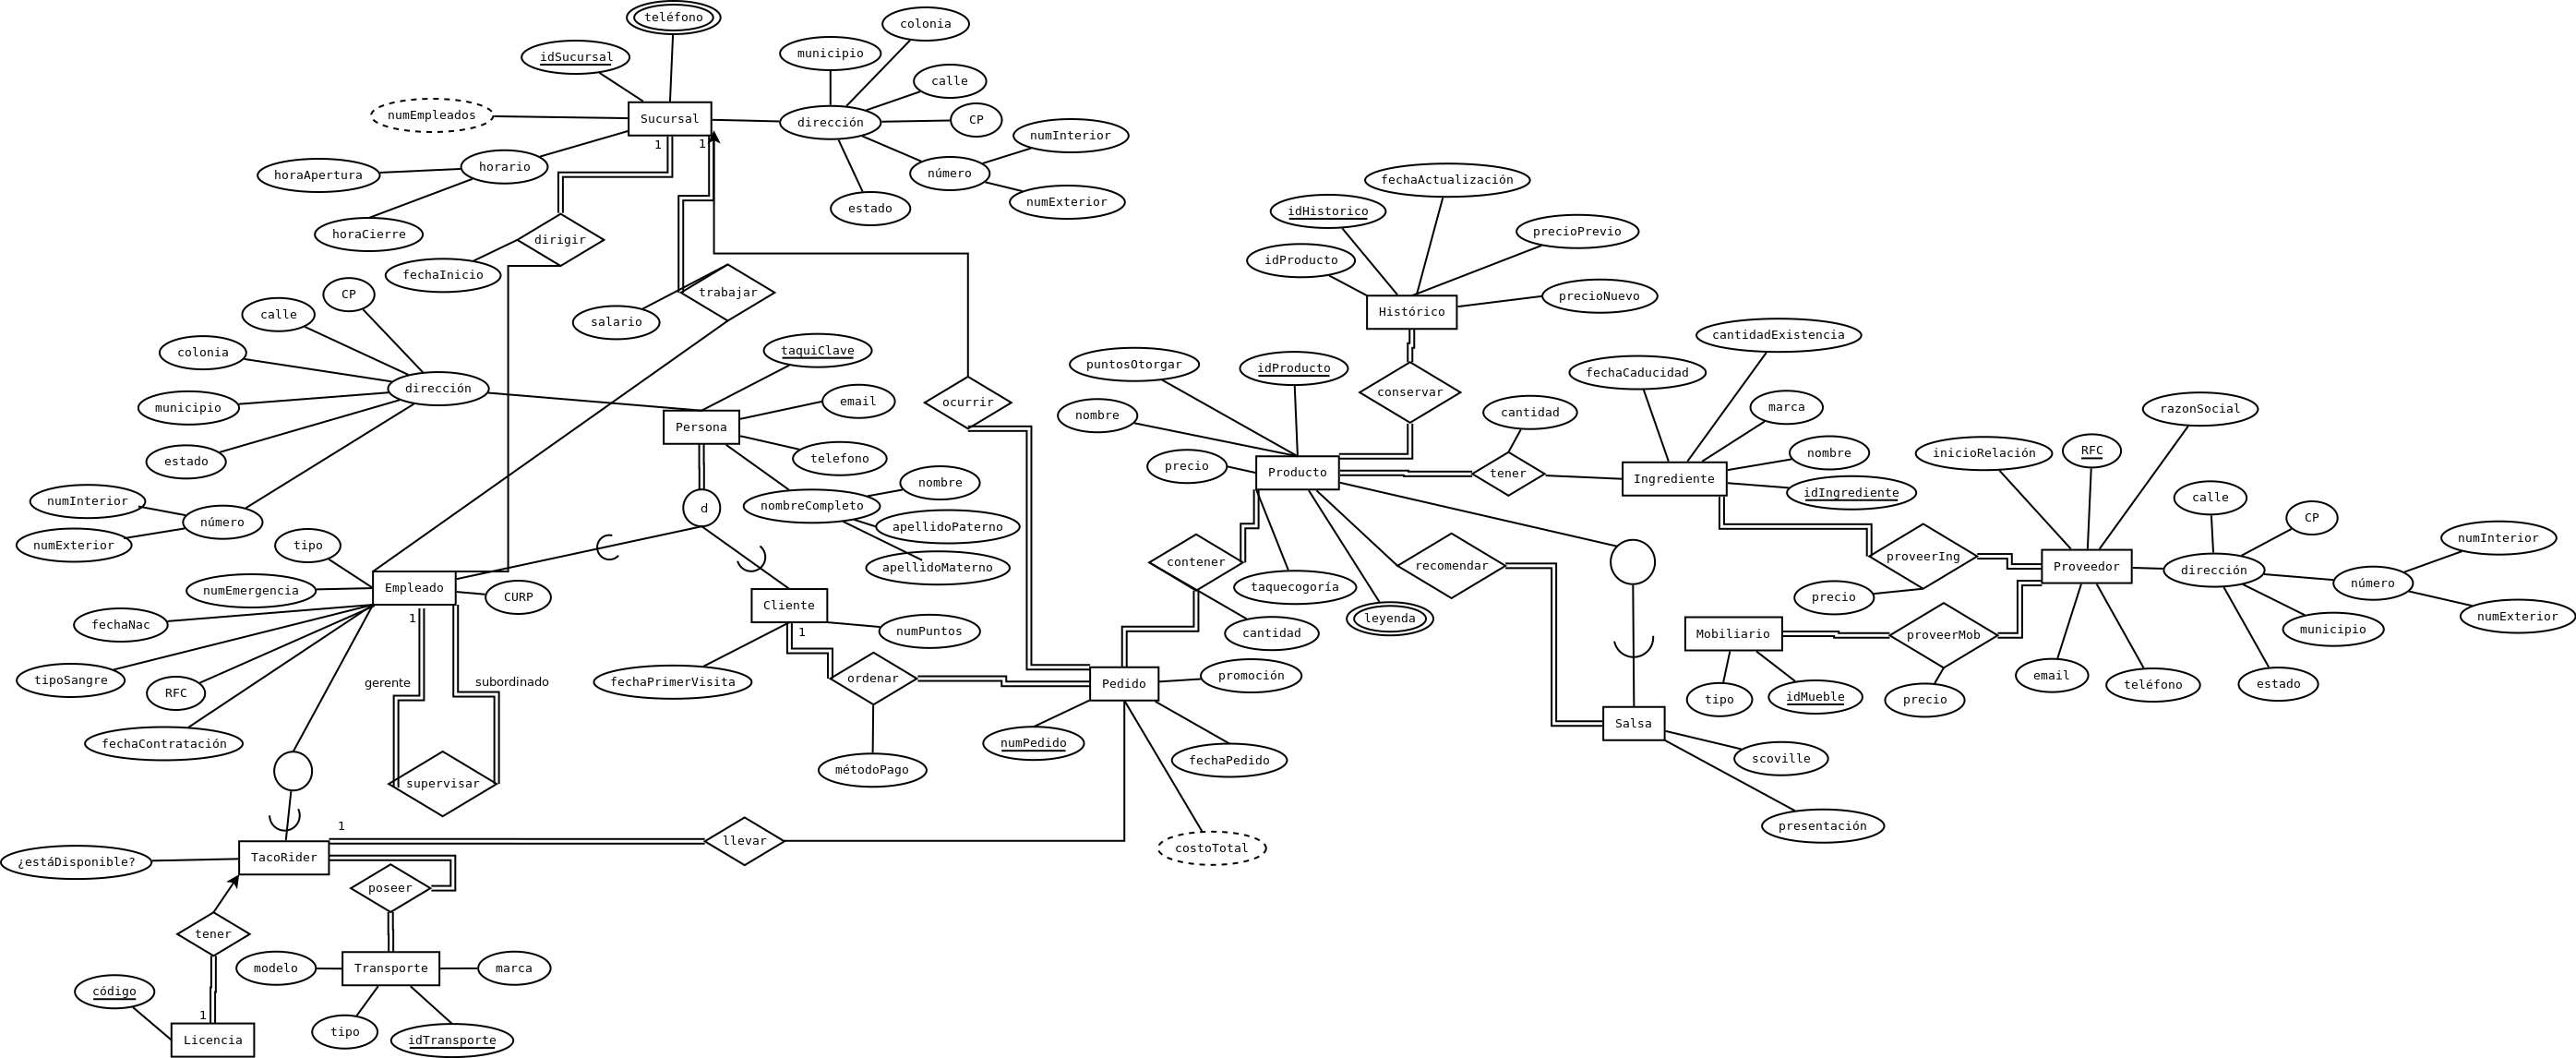 teléfono
colonia
municipio
idSucursal
calle
numEmpleados
Sucursal
dirección
CP
numInterior
1
1
horario
horaApertura
número
fechaActualización
numExterior
estado
idHistorico
horaCierre
dirigir
precioPrevio
idProducto
fechaInicio
CP
trabajar
precioNuevo
calle
salario
Histórico
cantidadExistencia
colonia
taquiClave
puntosOtorgar
idProducto
fechaCaducidad
dirección
conservar
email
ocurrir
municipio
nombre
cantidad
marca
razonSocial
Persona
telefono
nombre
inicioRelación
RFC
estado
precio
Producto
tener
Ingrediente
idIngrediente
nombre
calle
numInterior
nombreCompleto
d
número
apellidoPaterno
CP
numExterior
numInterior
tipo
contener
recomendar
proveerIng
Proveedor
dirección
apellidoMaterno
número
numEmergencia
Empleado
CURP
taquecogoría
precio
Cliente
numExterior
fechaNac
1
1
numPuntos
cantidad
leyenda
Mobiliario
proveerMob
municipio
tipoSangre
gerente
subordinado
fechaPrimerVisita
ordenar
Pedido
promoción
email
teléfono
estado
RFC
tipo
idMueble
precio
fechaContratación
numPedido
Salsa
métodoPago
fechaPedido
scoville
supervisar
1
llevar
costoTotal
presentación
¿estáDisponible?
TacoRider
poseer
tener
modelo
Transporte
marca
código
1
tipo
idTransporte
Licencia